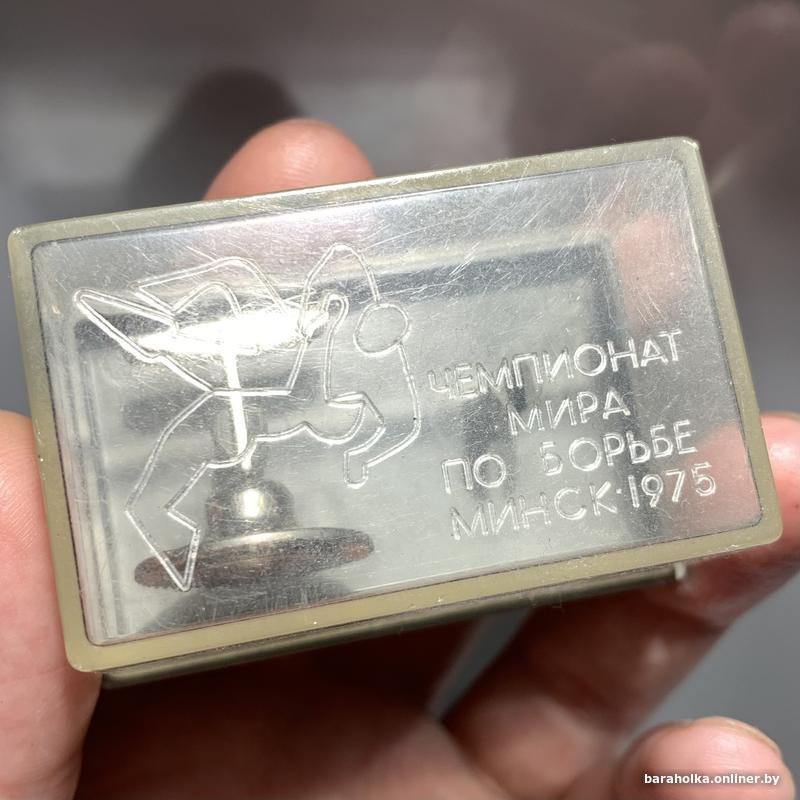 ЧЕМПИОНАТ
МИРА
ПО БОРЬБЕ
МИНСК·1975
baraholka.onliner.by